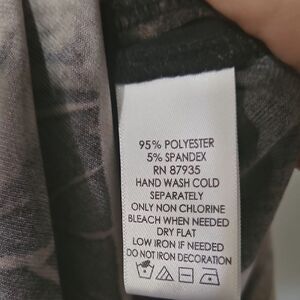 95% POLYESTER
5% SPANDEX
RN 87935
HAND WASH COLD
SEPARATELY
ONLY NON CHLORINE
BLEACH WHEN NEEDED
DRY FLAT
LOW IRON IF NEEDED
DO NOT IRON DECORATION